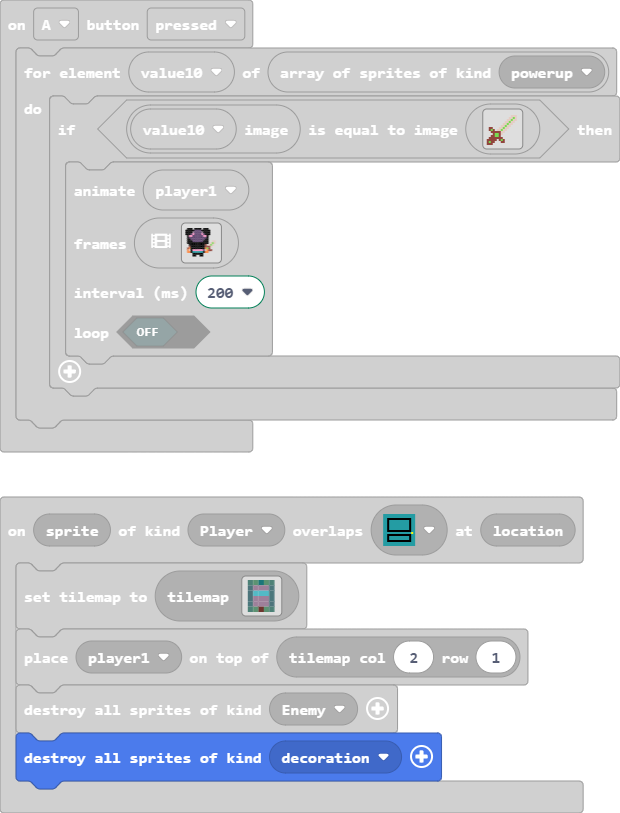 on A button pressed
for element value10 of array of sprites of kind powerup
do
if value10 image is equal to image then
animate player1
frames
interval (ms) 200
loop OFF
on sprite of kind Player overlaps at location
set tilemap to tilemap
place player1 on top of tilemap col 2 row 1
destroy all sprites of kind Enemy
destroy all sprites of kind decoration